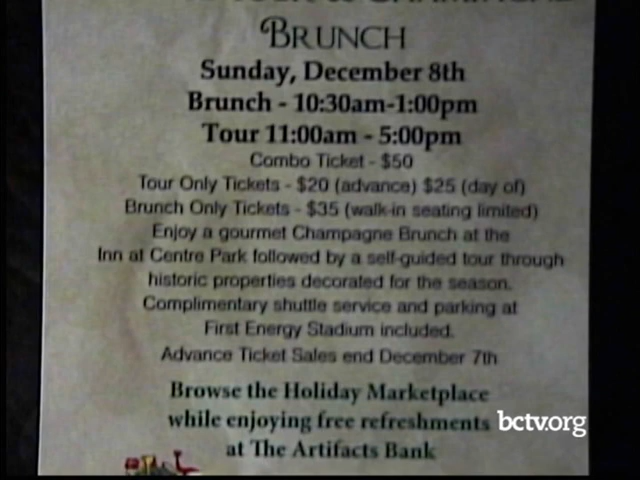 CHAMPAGNE
BRUNCH
Sunday, December 8th
Brunch - 10:30am-1:00pm
Tour 11:00am - 5:00pm
Combo Ticket - $50
Tour Only Tickets - $20 (advance) $25 (day of)
Brunch Only Tickets - $35 (walk-in seating limited)
Enjoy a gourmet Champagne Brunch at the
Inn at Centre Park followed by a self-guided tour through
historic properties decorated for the season.
Complimentary shuttle service and parking at
First Energy Stadium included.
Advance Ticket Sales end December 7th
Browse the Holiday Marketplace
while enjoying free refreshments
at The Artifacts Bank
bctv.org